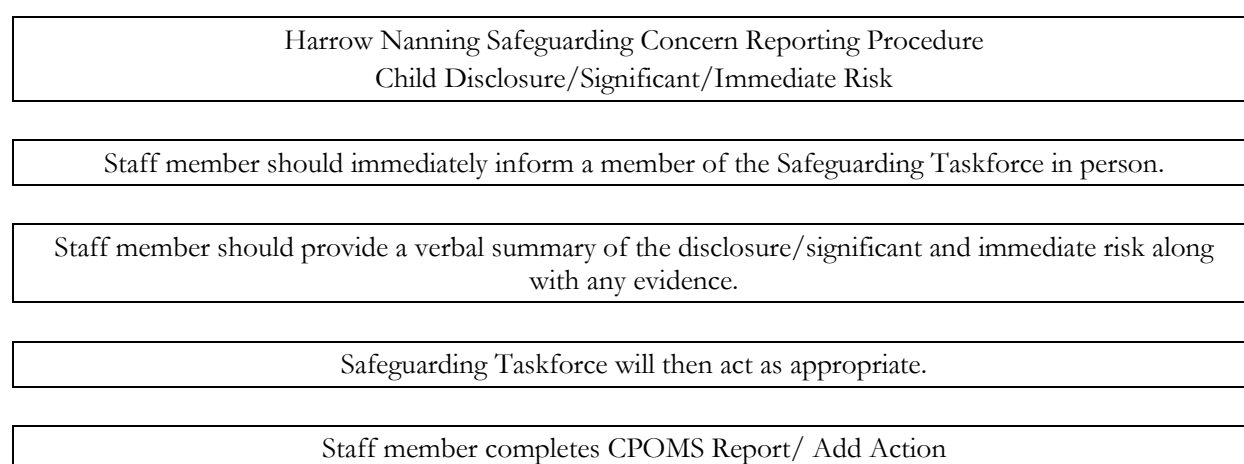 Harrow Nanning Safeguarding Concern Reporting Procedure
Child Disclosure/Significant/Immediate Risk
Staff member should immediately inform a member of the Safeguarding Taskforce in person.
Staff member should provide a verbal summary of the disclosure/significant and immediate risk along
with any evidence.
Safeguarding Taskforce will then act as appropriate.
Staff member completes CPOMS Report/ Add Action